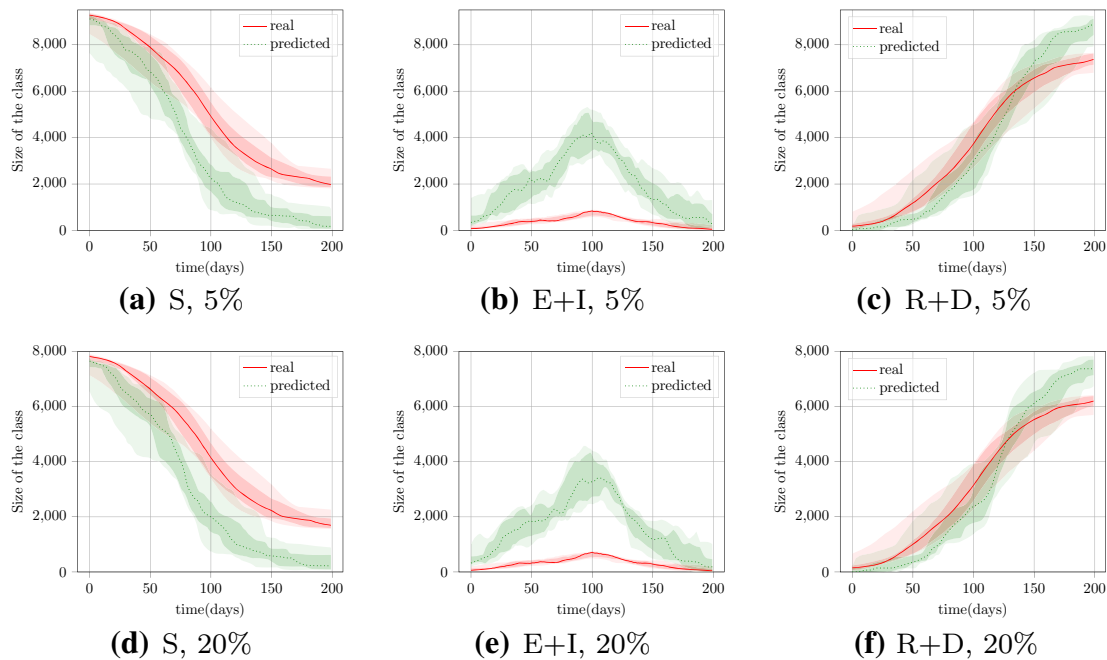 real
predicted
8,000
6,000
4,000
2,000
0
Size of the class
0 50 100 150 200
time(days)
(a) S, 5%
real
predicted
8,000
6,000
4,000
2,000
0
Size of the class
0 50 100 150 200
time(days)
(b) E+I, 5%
real
predicted
8,000
6,000
4,000
2,000
0
Size of the class
0 50 100 150 200
time(days)
(c) R+D, 5%
real
predicted
8,000
6,000
4,000
2,000
0
Size of the class
0 50 100 150 200
time(days)
(d) S, 20%
real
predicted
8,000
6,000
4,000
2,000
0
Size of the class
0 50 100 150 200
time(days)
(e) E+I, 20%
real
predicted
8,000
6,000
4,000
2,000
0
Size of the class
0 50 100 150 200
time(days)
(f) R+D, 20%